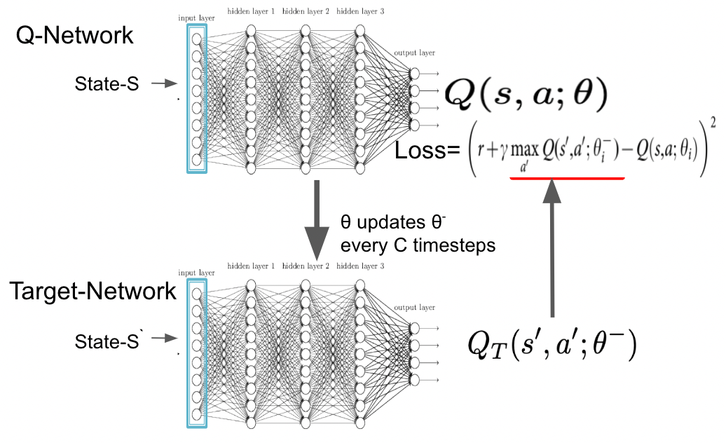 hidden layer 1 hidden layer 2 hidden layer 3
input layer
Q-Network
output layer
State-S
Q(s, a; θ)
Loss= (r+γ max Q(s′,a′;θᵢ⁻)−Q(s,a;θᵢ))²
a′
θ updates θ⁻
every C timesteps
hidden layer 1 hidden layer 2 hidden layer 3
input layer
Target-Network
output layer
State-S`
Q_T(s′, a′; θ⁻)